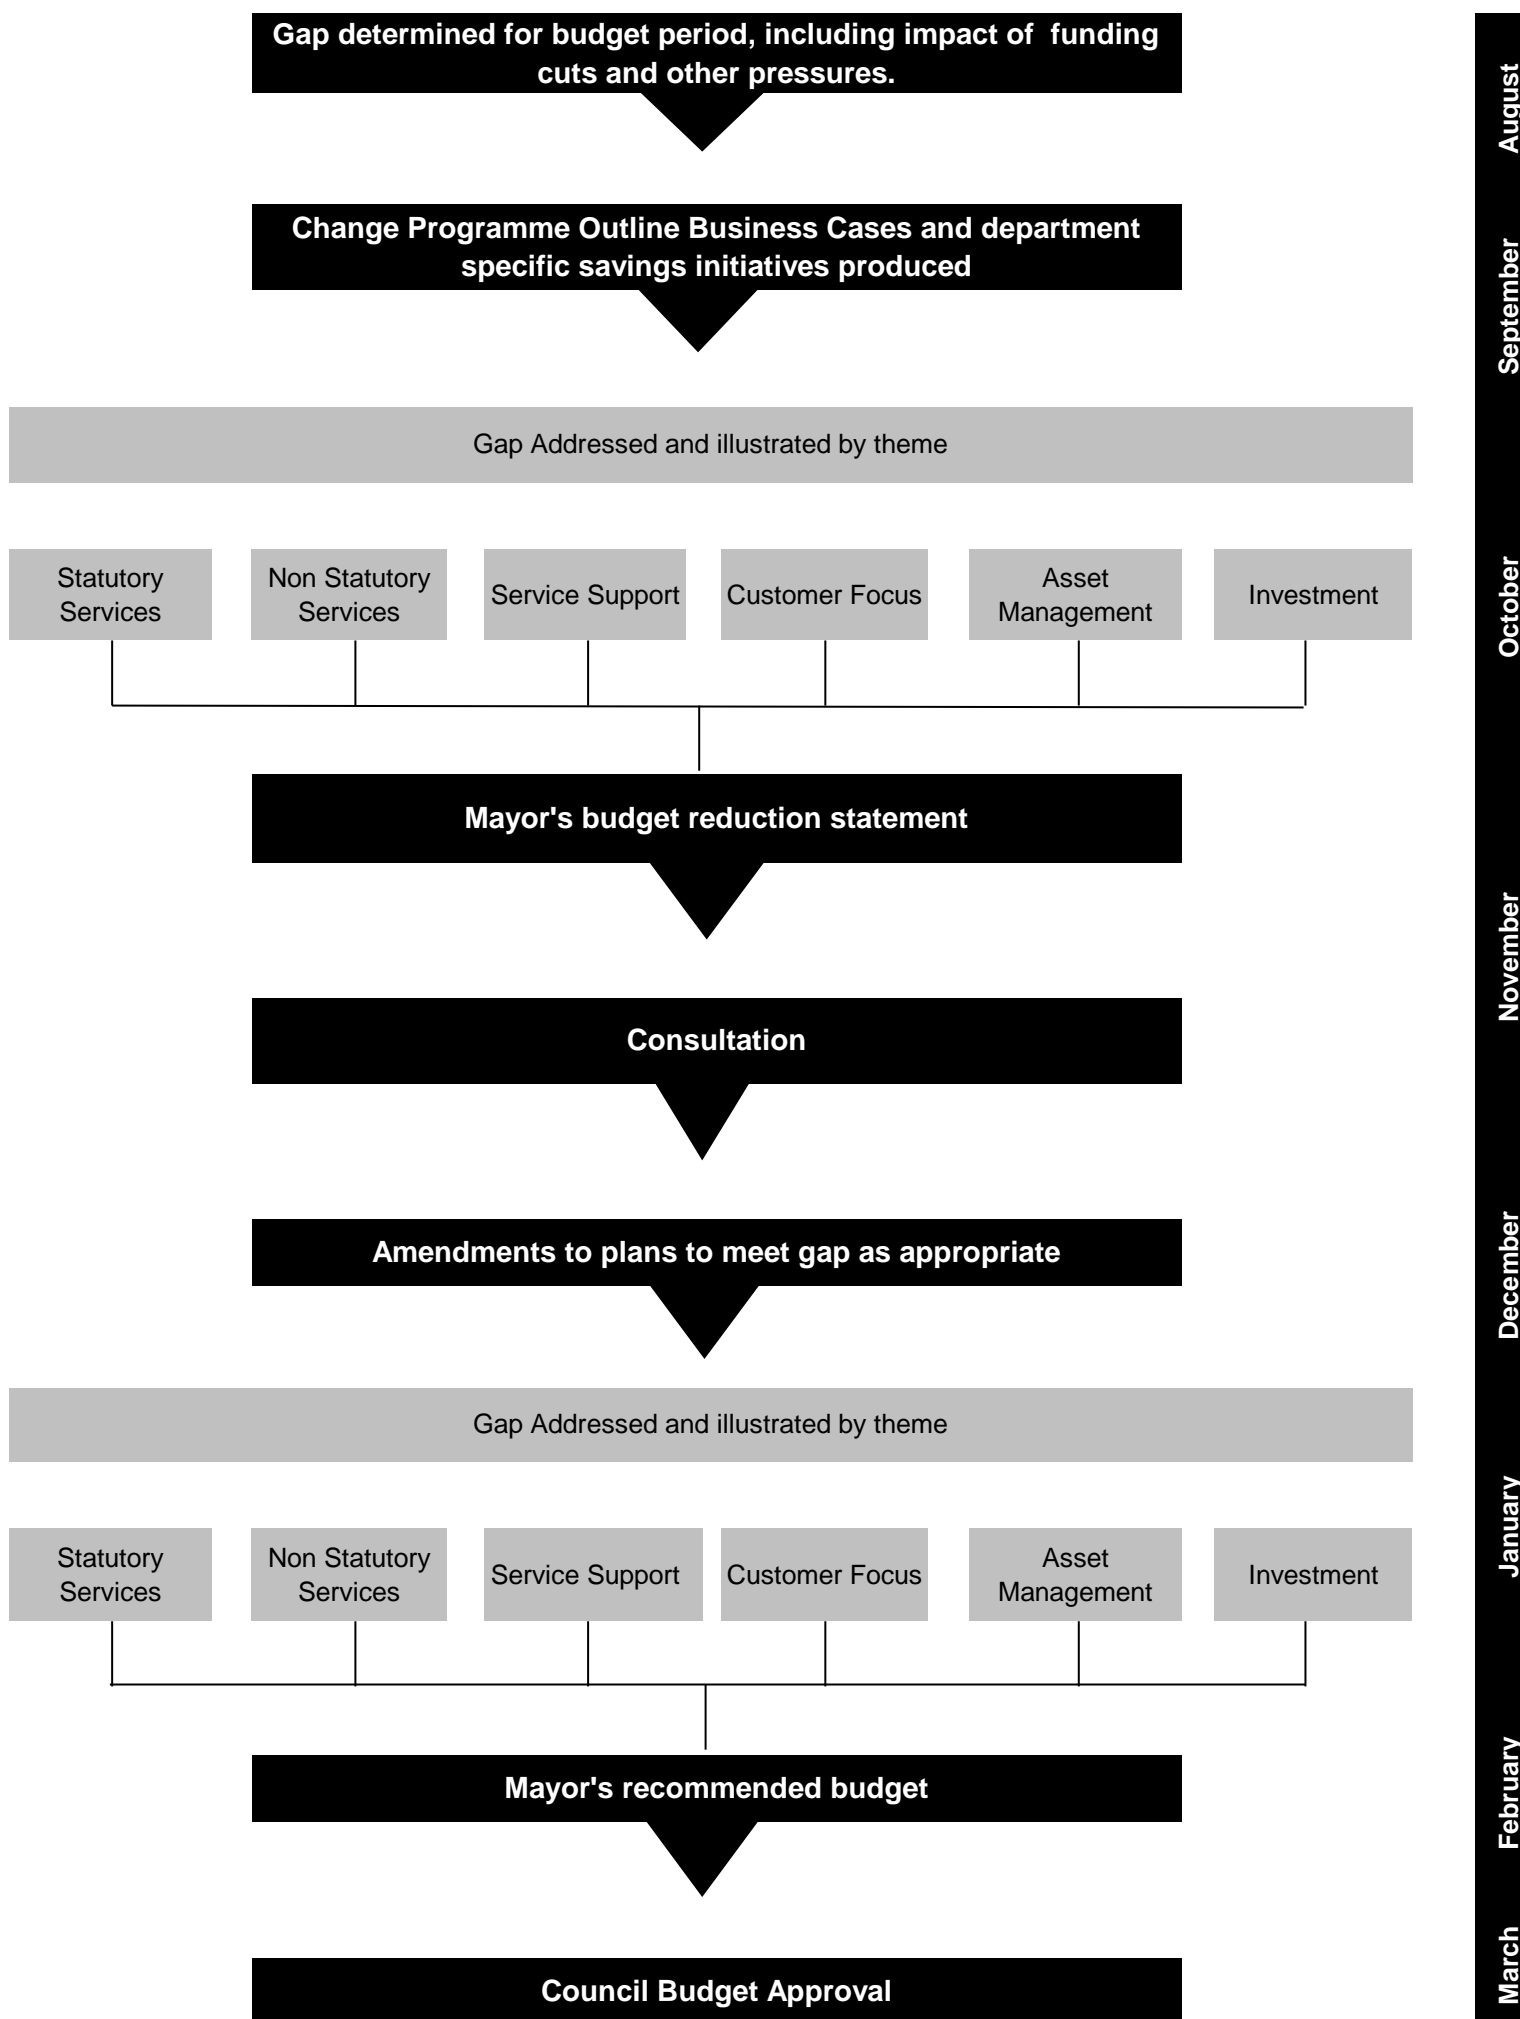 Gap determined for budget period, including impact of  funding
cuts and other pressures.
August
Change Programme Outline Business Cases and department
specific savings initiatives produced
September
Gap Addressed and illustrated by theme
Statutory
Services
Non Statutory
Services
Service Support
Customer Focus
Asset
Management
Investment
October
Mayor's budget reduction statement
November
Consultation
Amendments to plans to meet gap as appropriate
December
Gap Addressed and illustrated by theme
Statutory
Services
Non Statutory
Services
Service Support
Customer Focus
Asset
Management
Investment
January
Mayor's recommended budget
February
Council Budget Approval
March